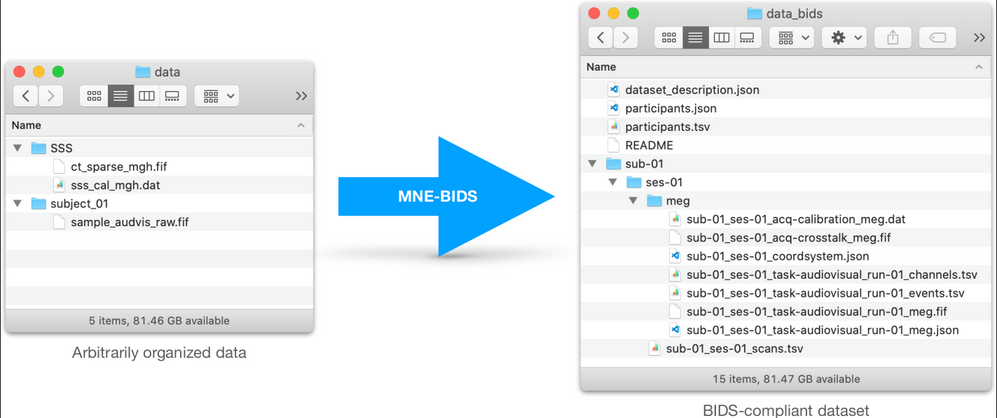 data
Name
SSS
ct_sparse_mgh.fif
sss_cal_mgh.dat
subject_01
sample_audvis_raw.fif
5 items, 81.46 GB available
Arbitrarily organized data
MNE-BIDS
data_bids
Name
dataset_description.json
participants.json
participants.tsv
README
sub-01
ses-01
meg
sub-01_ses-01_acq-calibration_meg.dat
sub-01_ses-01_acq-crosstalk_meg.fif
sub-01_ses-01_coordsystem.json
sub-01_ses-01_task-audiovisual_run-01_channels.tsv
sub-01_ses-01_task-audiovisual_run-01_events.tsv
sub-01_ses-01_task-audiovisual_run-01_meg.fif
sub-01_ses-01_task-audiovisual_run-01_meg.json
sub-01_ses-01_scans.tsv
15 items, 81.47 GB available
BIDS-compliant dataset